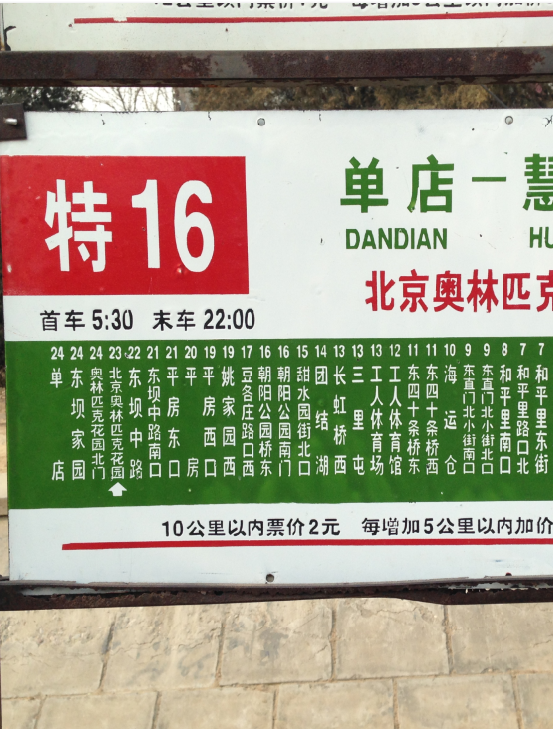 特16
单店－慧
DANDIAN HU
北京奥林匹克
首车 5:30 末车 22:00
24 单店
24 东坝家园
24 奥林匹克花园北门
23 北京奥林匹克花园
22 东坝中路
21 东坝中路南口
21 平房东口
20 平房
19 平房西口
19 姚家园西
17 豆各庄路西口
16 朝阳公园桥东
16 朝阳公园南门
15 甜水园街北口
14 团结湖
13 长虹桥西
13 三里屯
13 工人体育场
12 工人体育馆
11 东四十条桥东
11 东四十条桥西
10 海运仓
9 东直门北小街南口
9 东直门北小街北口
8 和平里南口
7 和平里路口北
7 和平里东街
10公里以内票价2元 每增加5公里以内加价